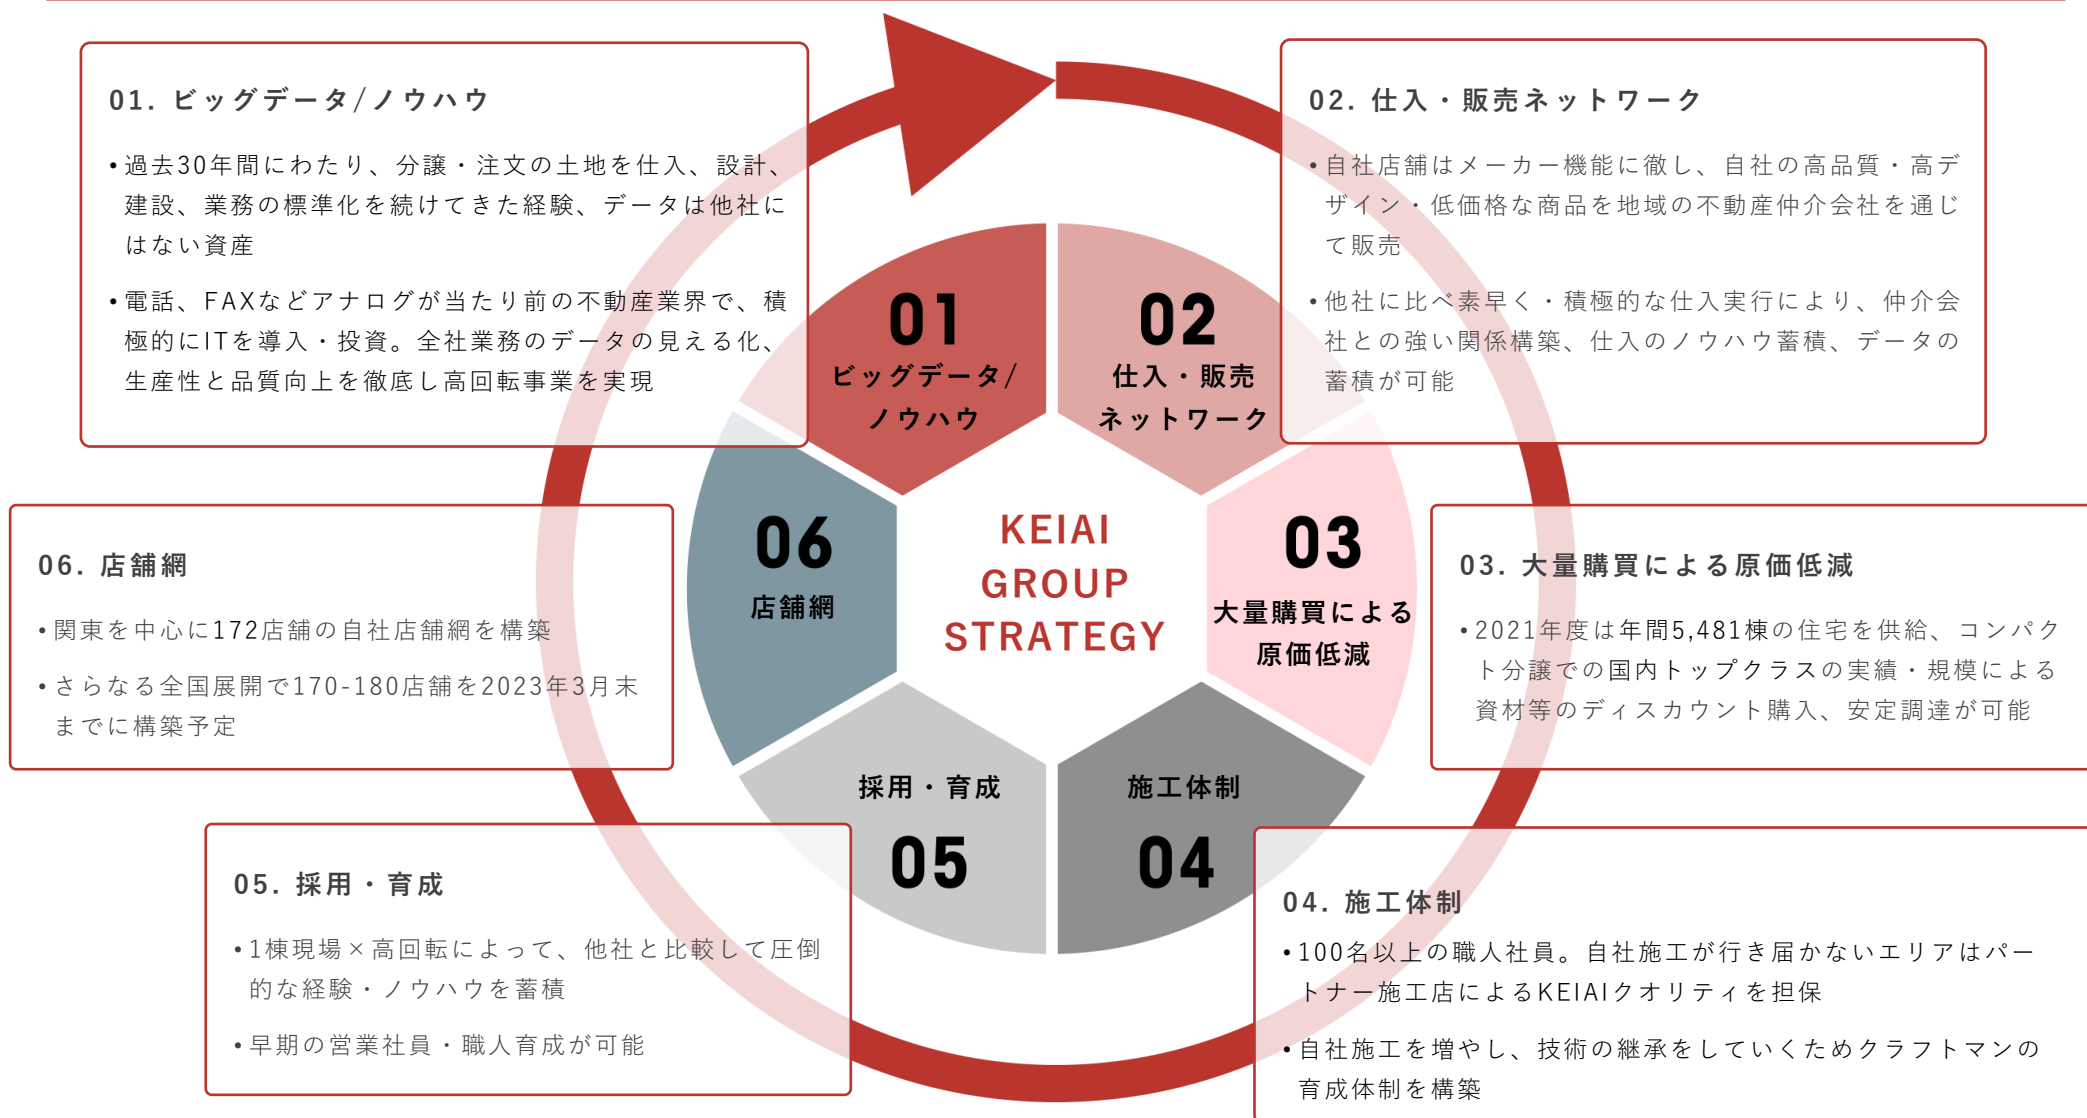 01. ビッグデータ/ノウハウ
•過去30年間にわたり、分譲・注文の土地を仕入、設計、
建設、業務の標準化を続けてきた経験、データは他社に
はない資産
•電話、FAXなどアナログが当たり前の不動産業界で、積
極的にITを導入・投資。全社業務のデータの見える化、
生産性と品質向上を徹底し高回転事業を実現
02. 仕入・販売ネットワーク
•自社店舗はメーカー機能に徹し、自社の高品質・高デ
ザイン・低価格な商品を地域の不動産仲介会社を通じ
て販売
•他社に比べ素早く・積極的な仕入実行により、仲介会
社との強い関係構築、仕入のノウハウ蓄積、データの
蓄積が可能
01
ビッグデータ/
ノウハウ
02
仕入・販売
ネットワーク
06
店舗網
KEIAI
GROUP
STRATEGY
03
大量購買による
原価低減
採用・育成
05
施工体制
04
06. 店舗網
•関東を中心に172店舗の自社店舗網を構築
•さらなる全国展開で170-180店舗を2023年3月末
までに構築予定
03. 大量購買による原価低減
•2021年度は年間5,481棟の住宅を供給、コンパク
ト分譲での国内トップクラスの実績・規模による
資材等のディスカウント購入、安定調達が可能
05. 採用・育成
•1棟現場×高回転によって、他社と比較して圧倒
的な経験・ノウハウを蓄積
•早期の営業社員・職人育成が可能
04. 施工体制
•100名以上の職人社員。自社施工が行き届かないエリアはパー
トナー施工店によるKEIAIクオリティを担保
•自社施工を増やし、技術の継承をしていくためクラフトマンの
育成体制を構築